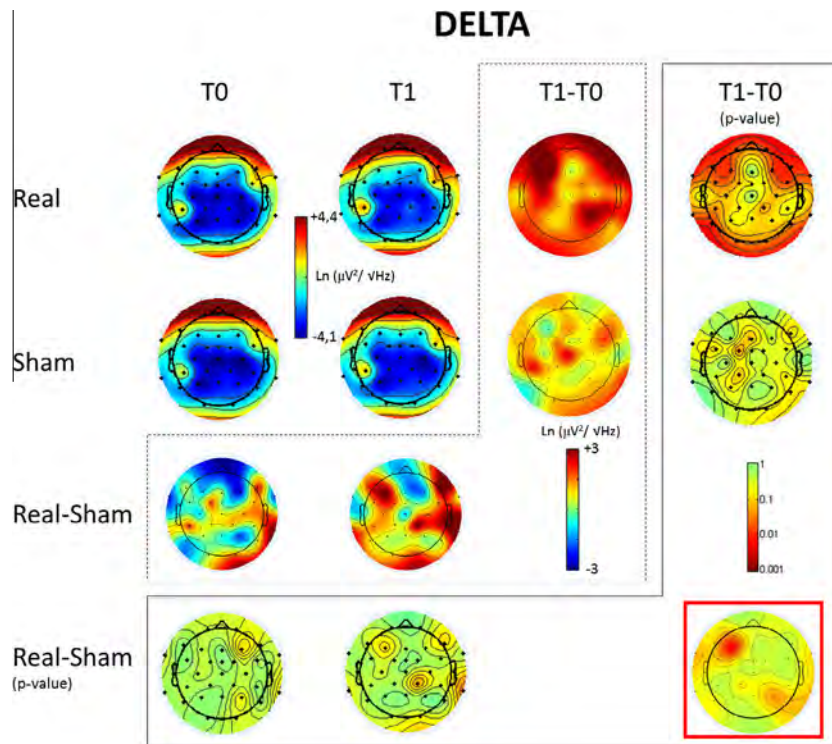 DELTA
T0 T1 T1-T0 T1-T0
(p-value)
Real
+4,4
Ln (µV²/ √Hz)
-4,1
Sham
Ln (µV²/ √Hz)
+3
-3
1
0.1
0.01
0.001
Real-Sham
Real-Sham
(p-value)